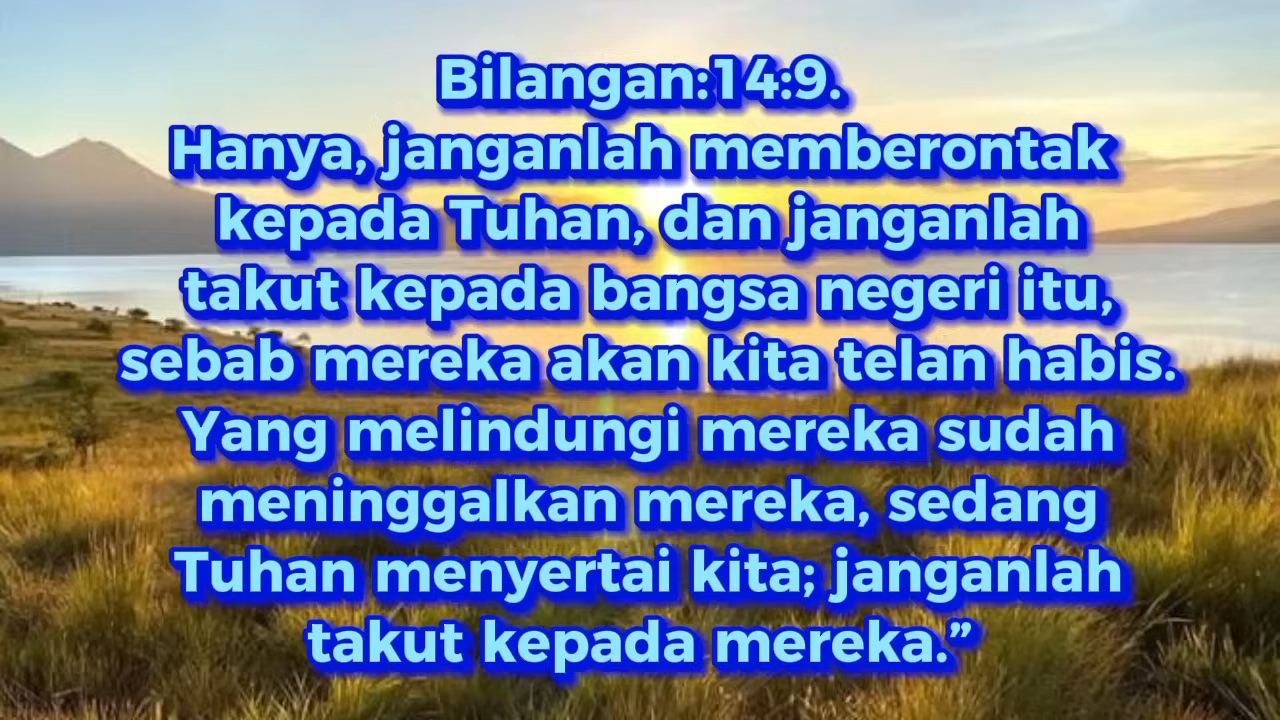 Bilangan:14:9.
Hanya, janganlah memberontak
kepada Tuhan, dan janganlah
takut kepada bangsa negeri itu,
sebab mereka akan kita telan habis.
Yang melindungi mereka sudah
meninggalkan mereka, sedang
Tuhan menyertai kita; janganlah
takut kepada mereka.”